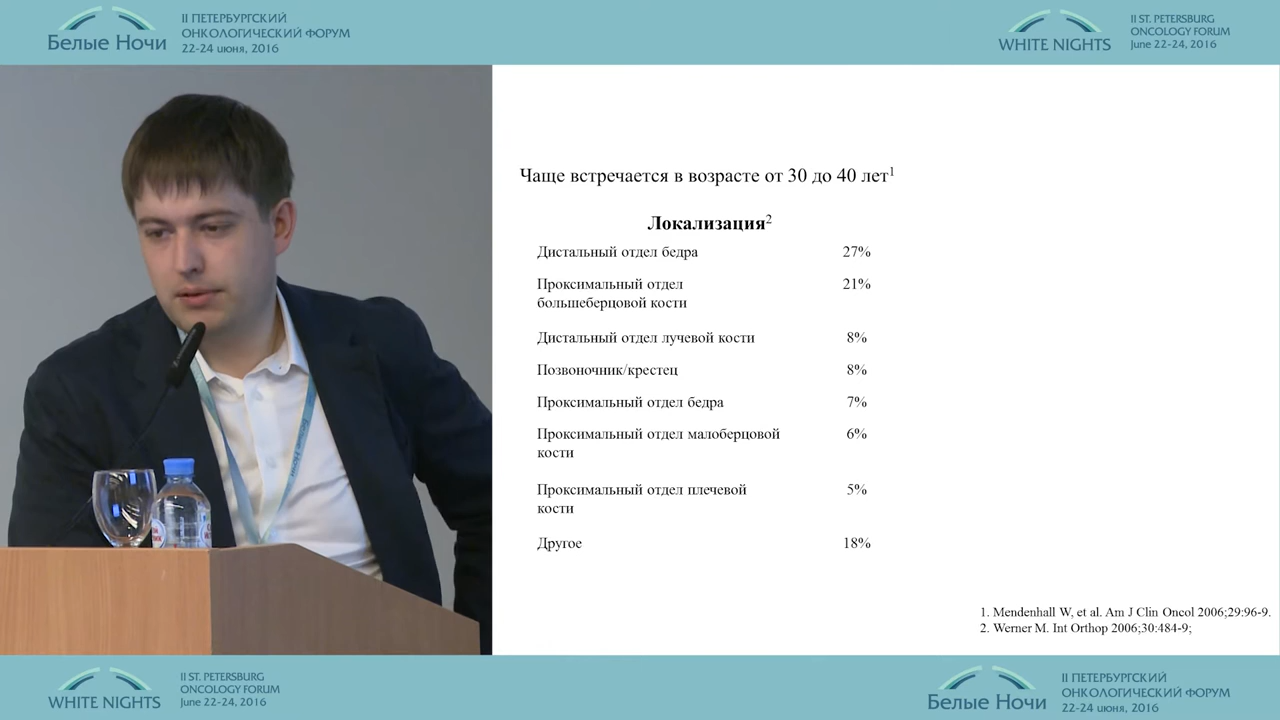 Белые Ночи
II ПЕТЕРБУРГСКИЙ
ОНКОЛОГИЧЕСКИЙ ФОРУМ
22-24 июня, 2016
WHITE NIGHTS
II ST. PETERSBURG
ONCOLOGY FORUM
June 22-24, 2016
Чаще встречается в возрасте от 30 до 40 лет1
Локализация2
Дистальный отдел бедра 27%
Проксимальный отдел 21%
большеберцовой кости
Дистальный отдел лучевой кости 8%
Позвоночник/крестец 8%
Проксимальный отдел бедра 7%
Проксимальный отдел малоберцовой 6%
кости
Проксимальный отдел плечевой 5%
кости
Другое 18%
1. Mendenhall W, et al. Am J Clin Oncol 2006;29:96-9.
2. Werner M. Int Orthop 2006;30:484-9;
WHITE NIGHTS
II ST. PETERSBURG
ONCOLOGY FORUM
June 22-24, 2016
Белые Ночи
II ПЕТЕРБУРГСКИЙ
ОНКОЛОГИЧЕСКИЙ ФОРУМ
22-24 июня, 2016